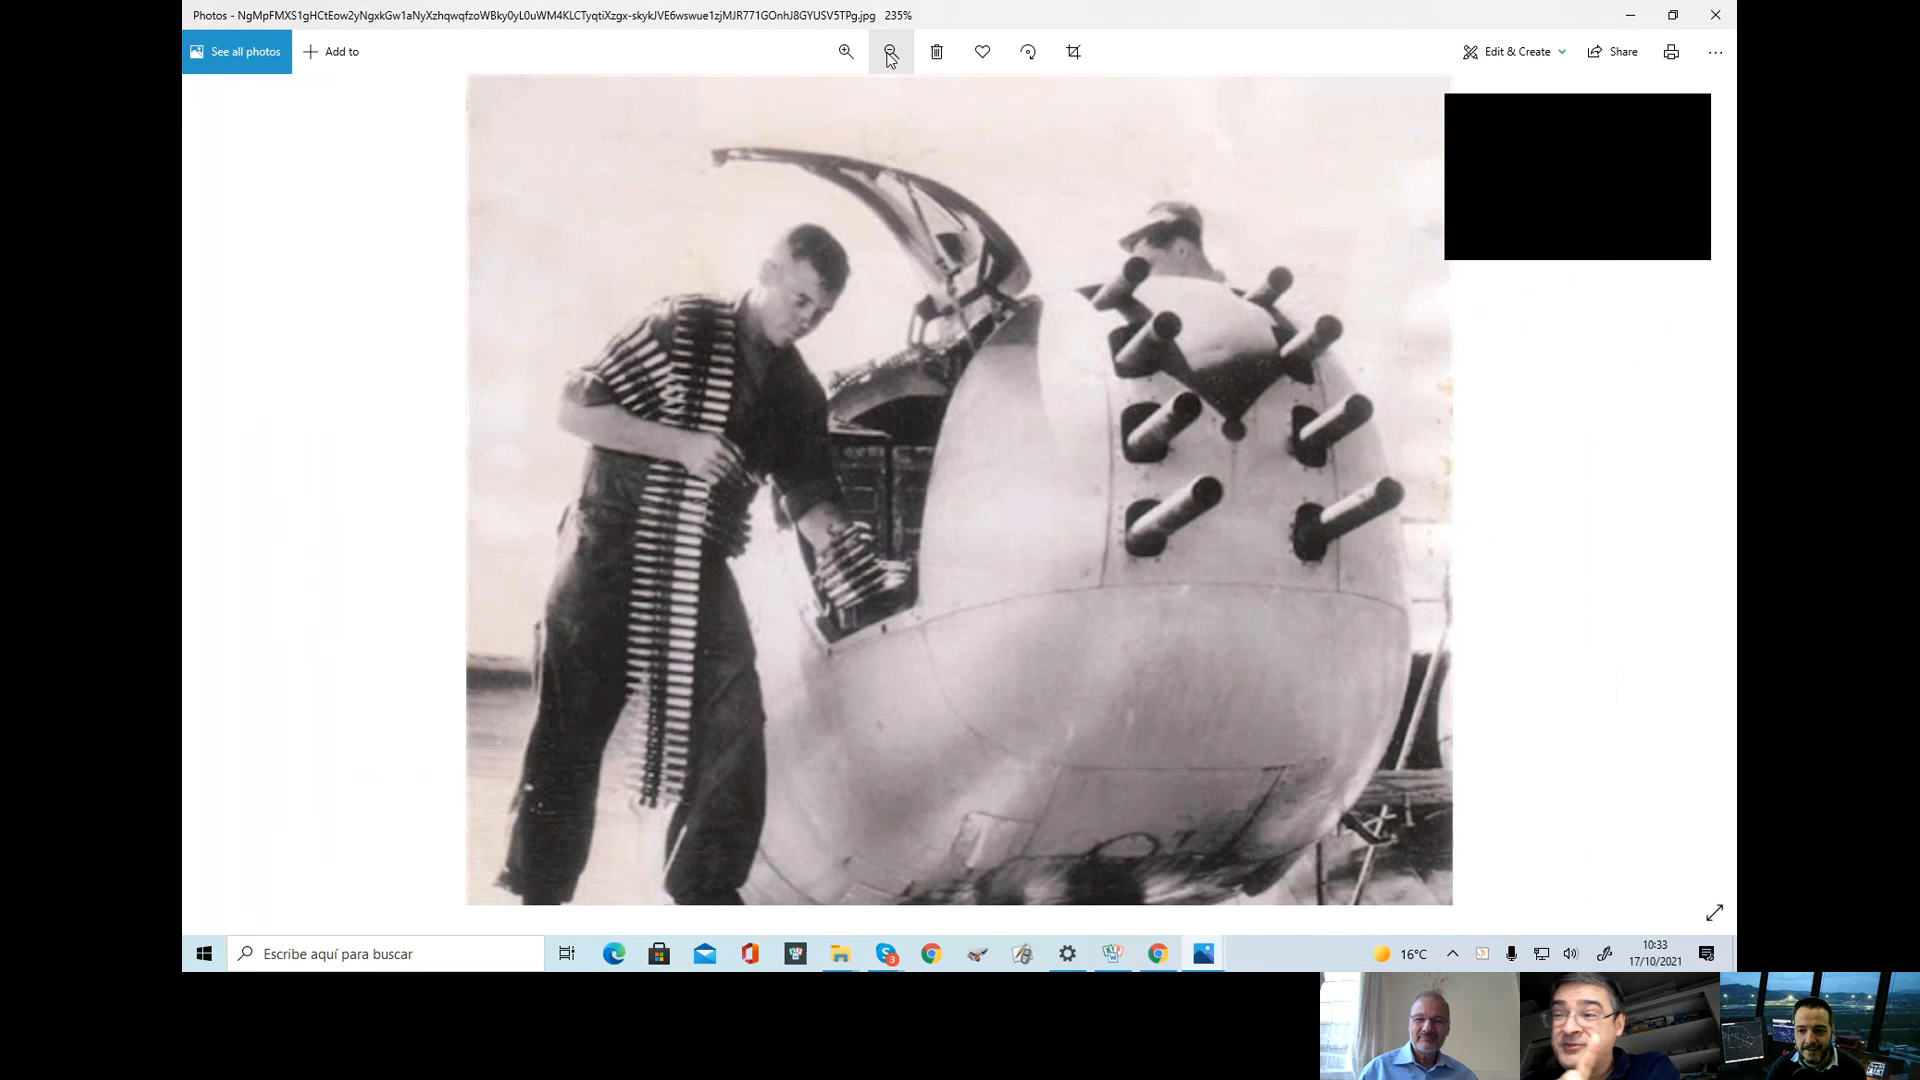 Photos - NgMpFMXS1gHCtEow2yNgxkGw1aNyXzhqwqfzoWBky0yL0uWM4KLCTyqtiXzgx-skykJVE6wswue1zjMJR771GOnhJ8GYUSV5TPg.jpg 235%
See all photos
Add to
Edit & Create
Share
Escribe aquí para buscar
3
16°C
10:33
17/10/2021